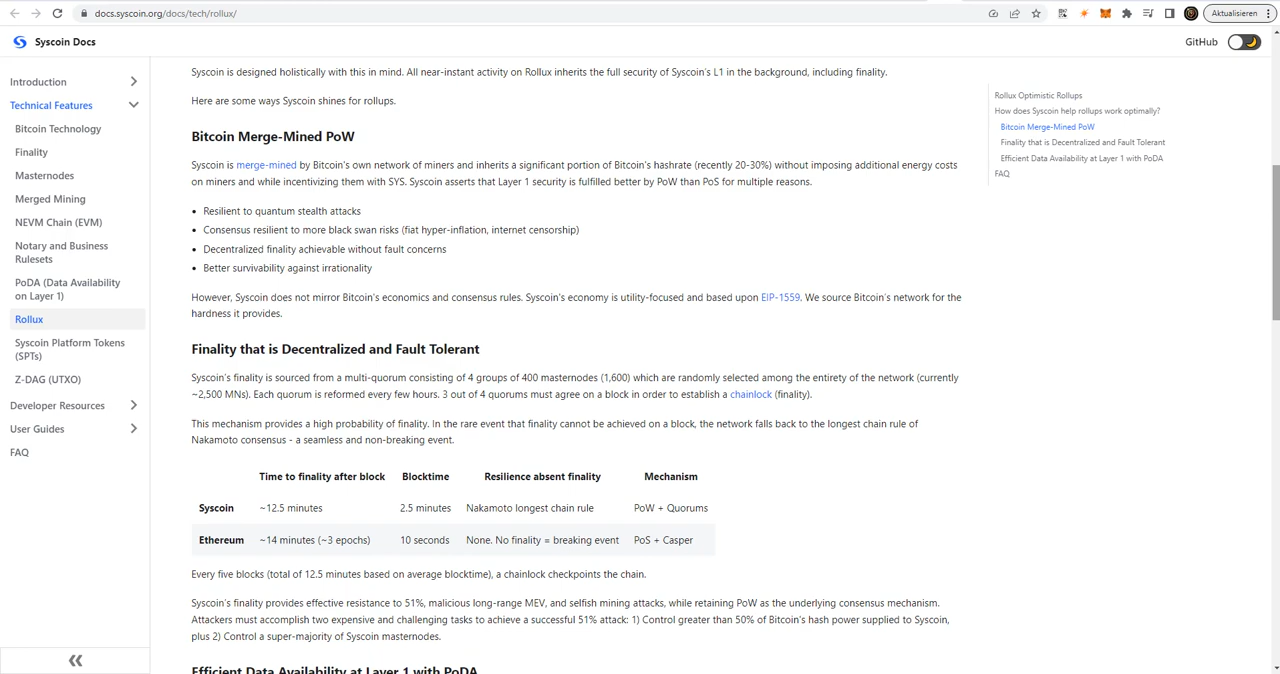 docs.syscoin.org/docs/tech/rollux/
Aktualisieren
Syscoin Docs
GitHub
Introduction
Technical Features
Bitcoin Technology
Finality
Masternodes
Merged Mining
NEVM Chain (EVM)
Notary and Business
Rulesets
PoDA (Data Availability
on Layer 1)
Rollux
Syscoin Platform Tokens
(SPTs)
Z-DAG (UTXO)
Developer Resources
User Guides
FAQ
Syscoin is designed holistically with this in mind. All near-instant activity on Rollux inherits the full security of Syscoin's L1 in the background, including finality.
Here are some ways Syscoin shines for rollups.
Bitcoin Merge-Mined PoW
Syscoin is merge-mined by Bitcoin's own network of miners and inherits a significant portion of Bitcoin's hashrate (recently 20-30%) without imposing additional energy costs
on miners and while incentivizing them with SYS. Syscoin asserts that Layer 1 security is fulfilled better by PoW than PoS for multiple reasons.
• Resilient to quantum stealth attacks
• Consensus resilient to more black swan risks (fiat hyper-inflation, internet censorship)
• Decentralized finality achievable without fault concerns
• Better survivability against irrationality
However, Syscoin does not mirror Bitcoin's economics and consensus rules. Syscoin's economy is utility-focused and based upon EIP-1559. We source Bitcoin's network for the
hardness it provides.
Finality that is Decentralized and Fault Tolerant
Syscoin's finality is sourced from a multi-quorum consisting of 4 groups of 400 masternodes (1,600) which are randomly selected among the entirety of the network (currently
~2,500 MNs). Each quorum is reformed every few hours. 3 out of 4 quorums must agree on a block in order to establish a chainlock (finality).
This mechanism provides a high probability of finality. In the rare event that finality cannot be achieved on a block, the network falls back to the longest chain rule of
Nakamoto consensus - a seamless and non-breaking event.
Time to finality after block Blocktime Resilience absent finality Mechanism
Syscoin ~12.5 minutes 2.5 minutes Nakamoto longest chain rule PoW + Quorums
Ethereum ~14 minutes (~3 epochs) 10 seconds None. No finality = breaking event PoS + Casper
Every five blocks (total of 12.5 minutes based on average blocktime), a chainlock checkpoints the chain.
Syscoin's finality provides effective resistance to 51%, malicious long-range MEV, and selfish mining attacks, while retaining PoW as the underlying consensus mechanism.
Attackers must accomplish two expensive and challenging tasks to achieve a successful 51% attack: 1) Control greater than 50% of Bitcoin's hash power supplied to Syscoin,
plus 2) Control a super-majority of Syscoin masternodes.
Efficient Data Availability at Layer 1 with PoDA
Rollux Optimistic Rollups
How does Syscoin help rollups work optimally?
Bitcoin Merge-Mined PoW
Finality that is Decentralized and Fault Tolerant
Efficient Data Availability at Layer 1 with PoDA
FAQ